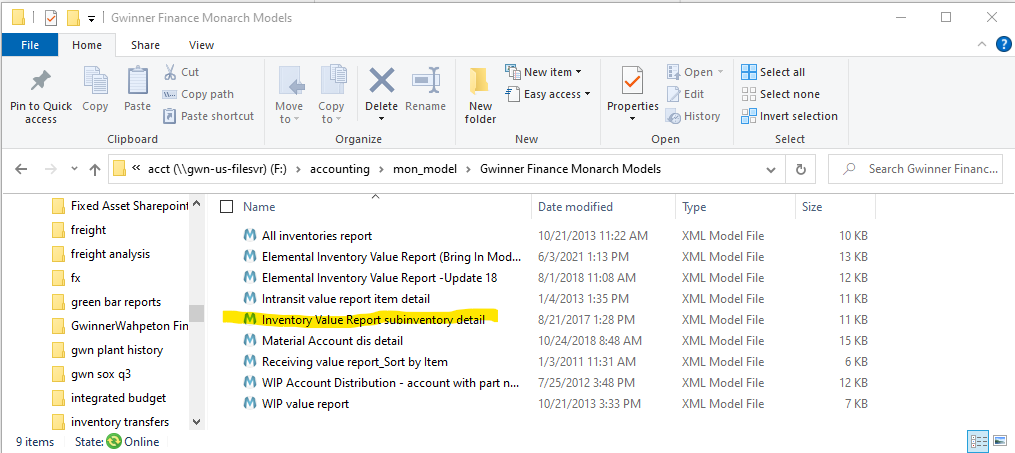 Gwinner Finance Monarch Models
File Home Share View
Pin to Quick access
Copy
Paste
Cut
Copy path
Paste shortcut
Clipboard
Move to
Copy to
Delete
Rename
Organize
New folder
New item
Easy access
New
Properties
Open
Edit
History
Open
Select all
Select none
Invert selection
Select
« acct (\\gwn-us-filesvr) (F:) > accounting > mon_model > Gwinner Finance Monarch Models
Search Gwinner Financ...
Fixed Asset Sharepoint
freight
freight analysis
fx
green bar reports
GwinnerWahpeton Fin
gwn plant history
gwn sox q3
integrated budget
inventory transfers
Name Date modified Type Size
All inventories report 10/21/2013 11:22 AM XML Model File 10 KB
Elemental Inventory Value Report (Bring In Mod... 6/3/2021 1:13 PM XML Model File 13 KB
Elemental Inventory Value Report -Update 18 8/1/2018 11:08 AM XML Model File 12 KB
Intransit value report item detail 1/4/2013 1:35 PM XML Model File 11 KB
Inventory Value Report subinventory detail 8/21/2017 1:28 PM XML Model File 11 KB
Material Account dis detail 10/24/2018 8:48 AM XML Model File 15 KB
Receiving value report_Sort by Item 1/3/2011 11:31 AM XML Model File 6 KB
WIP Account Distribution - account with part n... 7/25/2012 3:48 PM XML Model File 12 KB
WIP value report 10/21/2013 3:33 PM XML Model File 7 KB
9 items State: Online